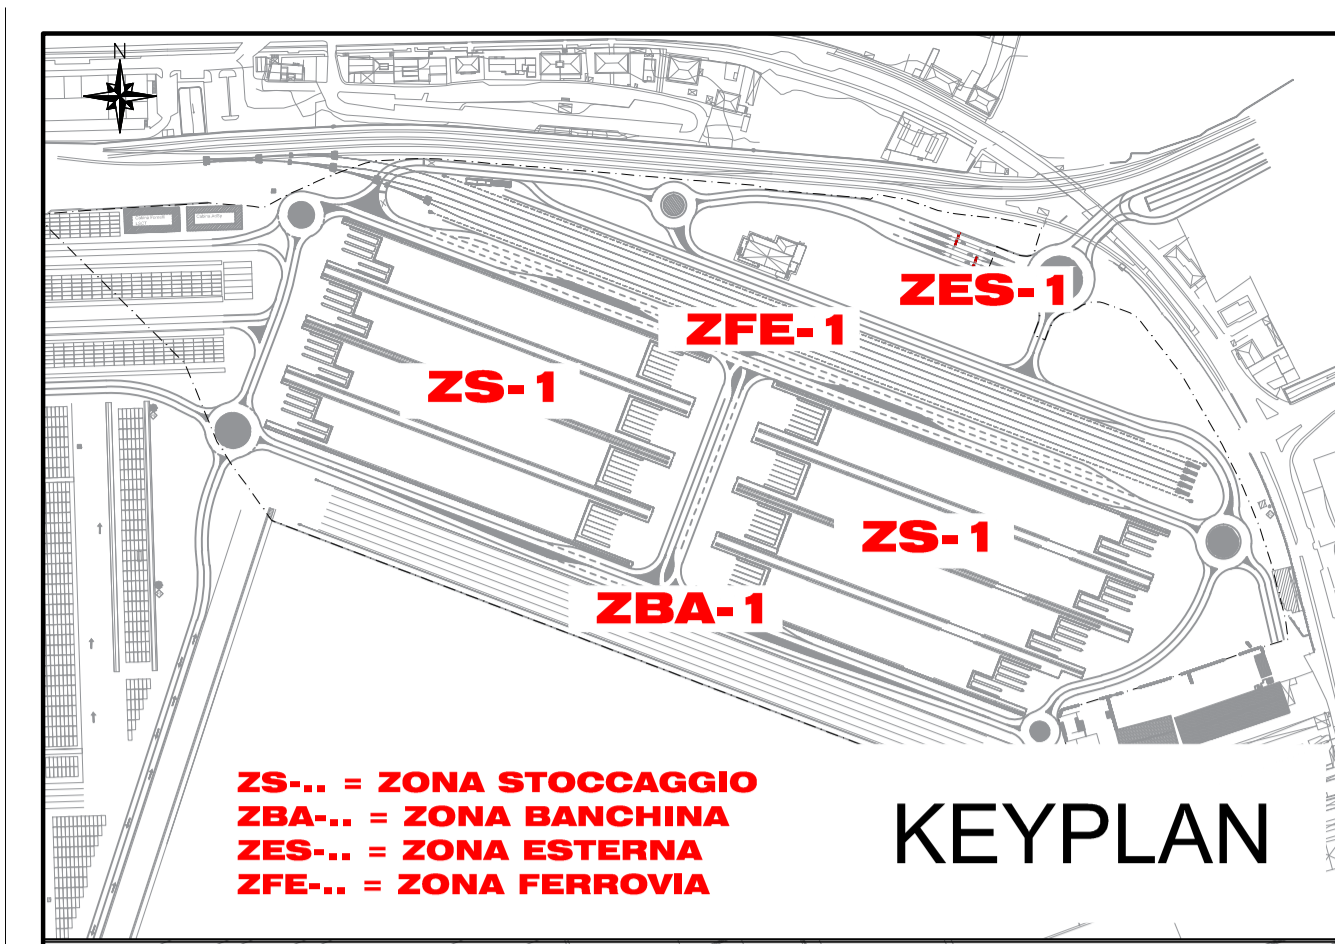 N
ZES-1
ZFE-1
ZS-1
ZS-1
ZBA-1
ZS-.. = ZONA STOCCAGGIO
ZBA-.. = ZONA BANCHINA
ZES-.. = ZONA ESTERNA
ZFE-.. = ZONA FERROVIA
KEYPLAN